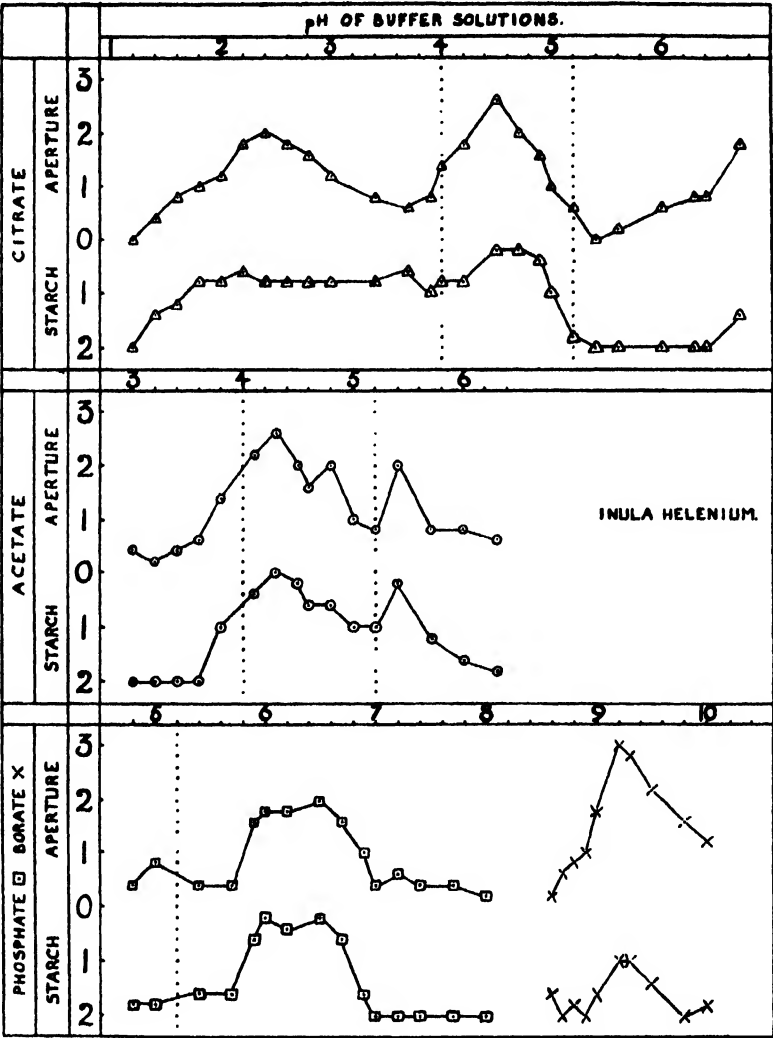 pH OF BUFFER SOLUTIONS.
1 2 3 4 5 6
CITRATE
APERTURE
STARCH
3
2
1
0
1
2
3 4 5 6
ACETATE
APERTURE
STARCH
3
2
1
0
1
2
INULA HELENIUM.
5 6 7 8 9 10
PHOSPHATE BORATE X
APERTURE
STARCH
3
2
1
0
1
2